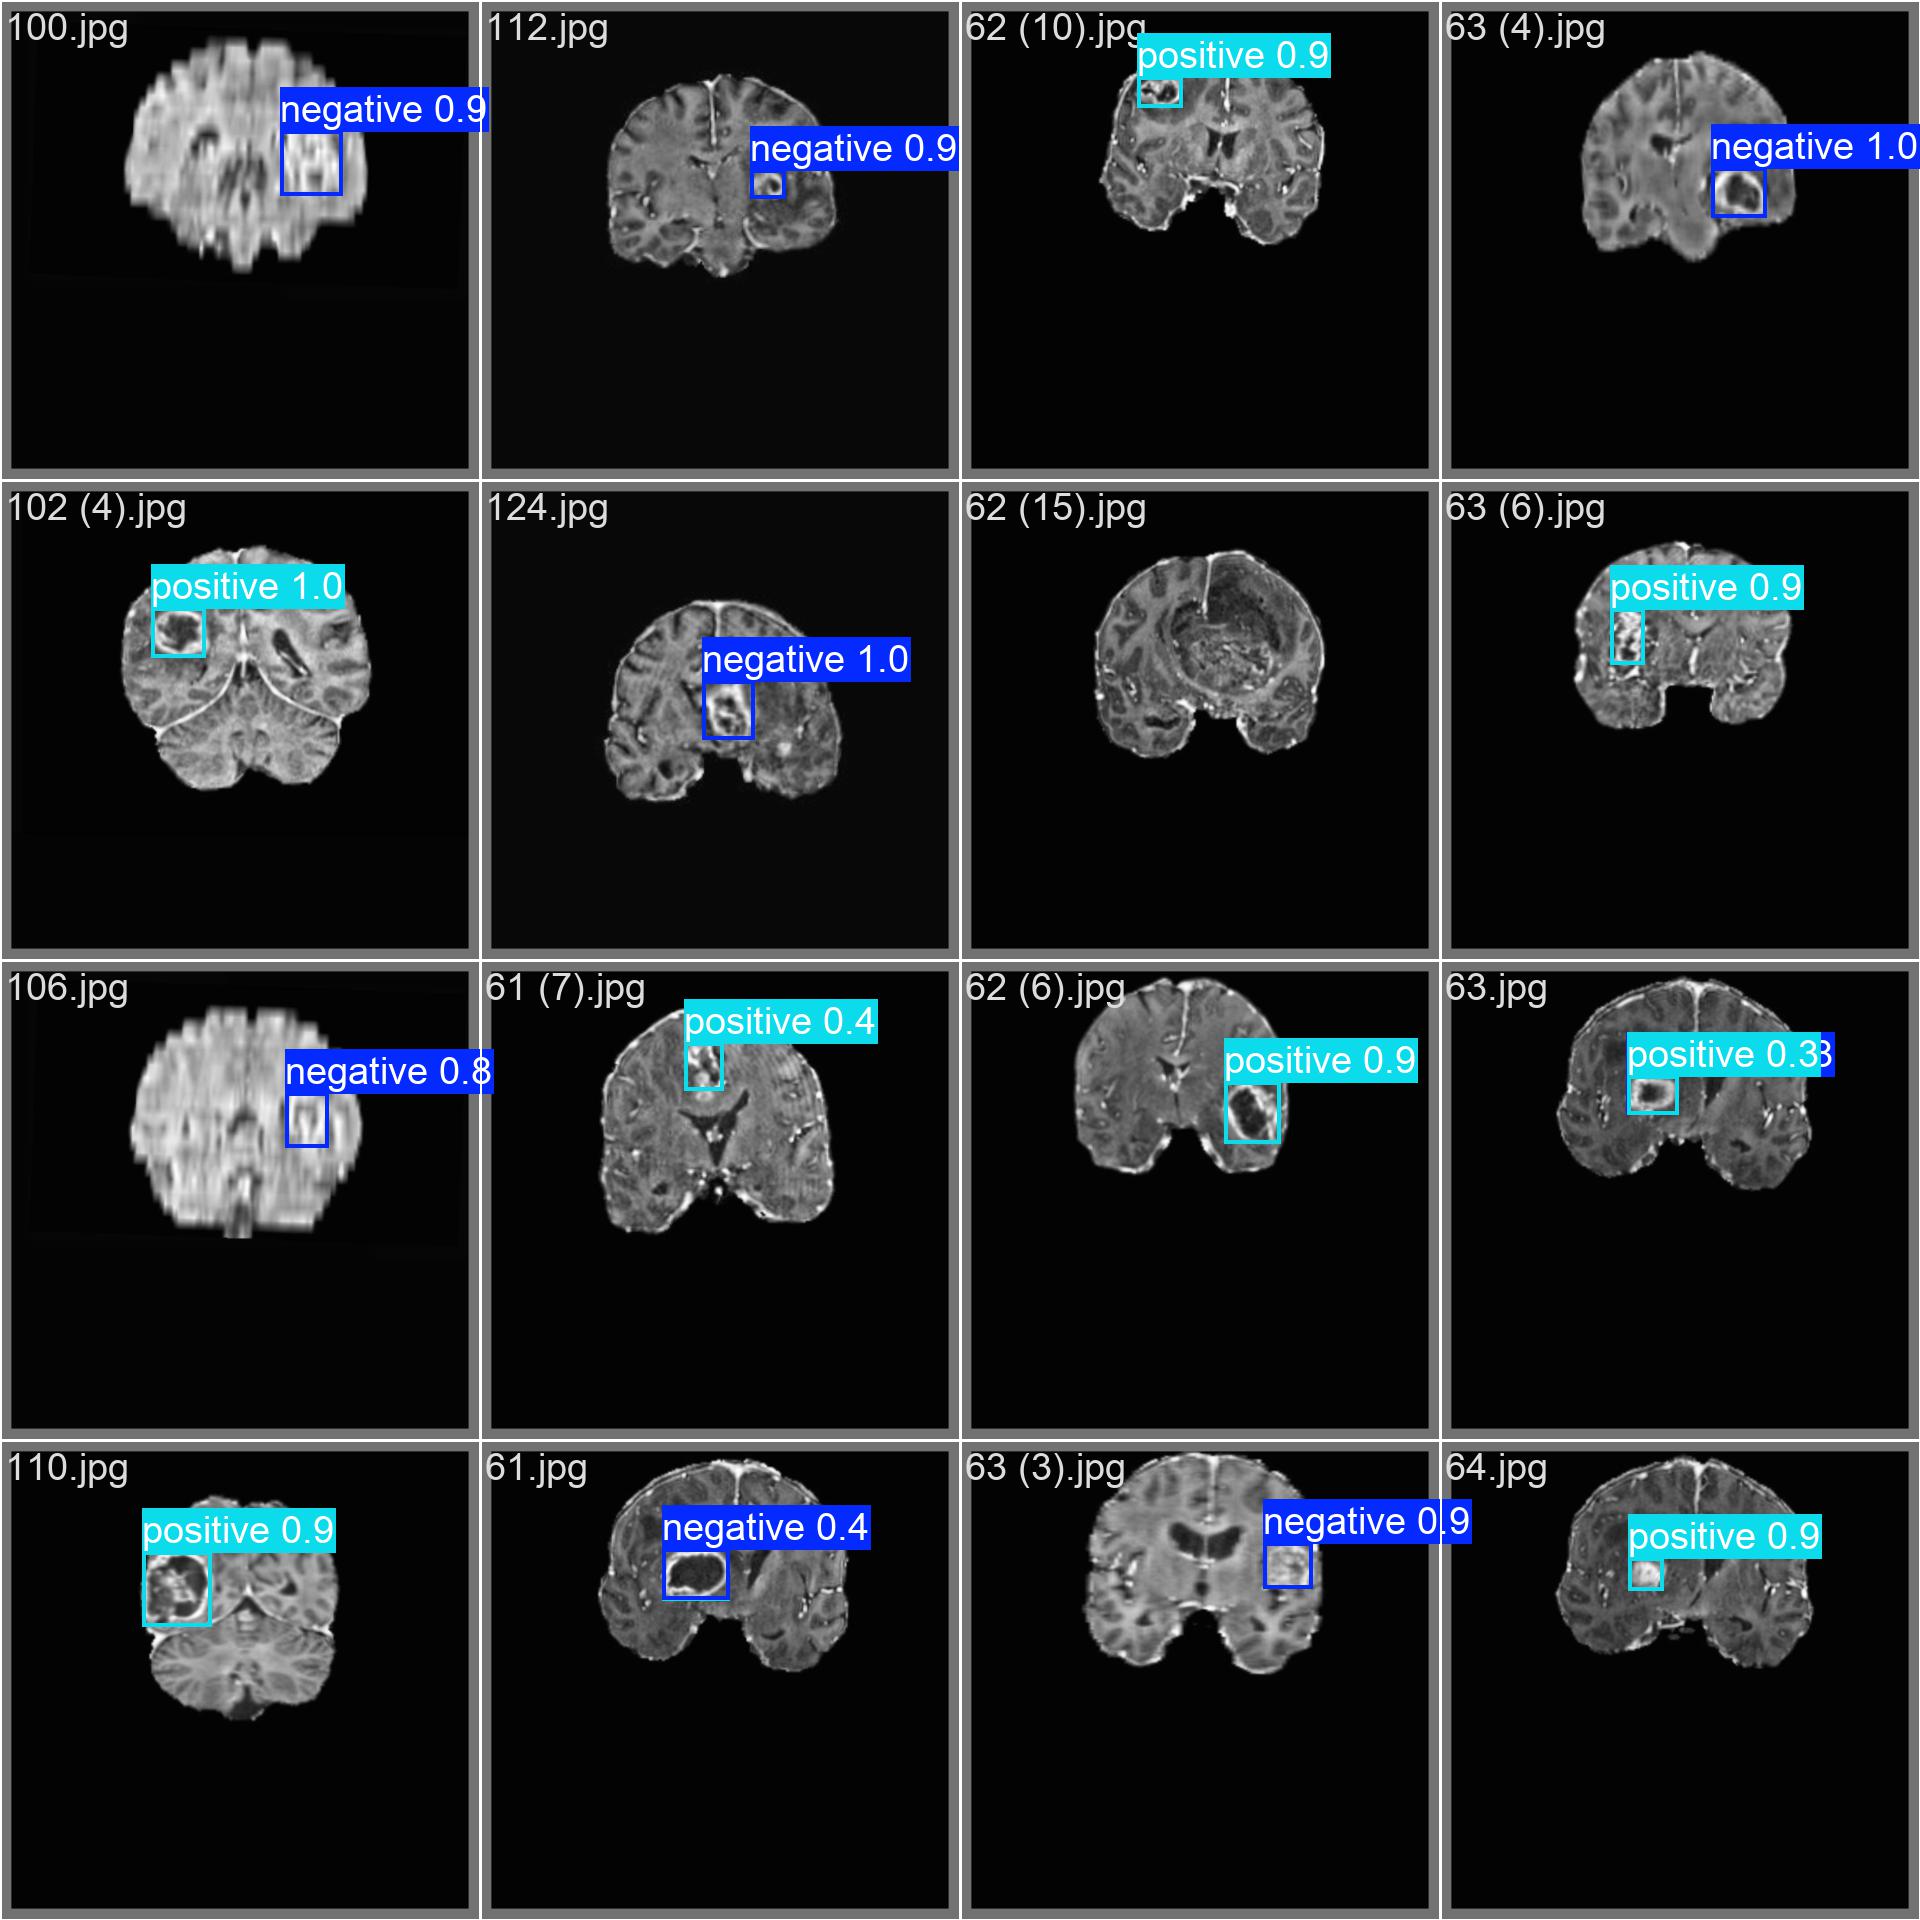 100.jpg
negative 0.9
112.jpg
negative 0.9
62 (10).jpg
positive 0.9
63 (4).jpg
negative 1.0
102 (4).jpg
positive 1.0
124.jpg
negative 1.0
62 (15).jpg
63 (6).jpg
positive 0.9
106.jpg
negative 0.8
61 (7).jpg
positive 0.4
62 (6).jpg
positive 0.9
63.jpg
positive 0.3
3
110.jpg
positive 0.9
61.jpg
negative 0.4
63 (3).jpg
negative 0.9
64.jpg
positive 0.9